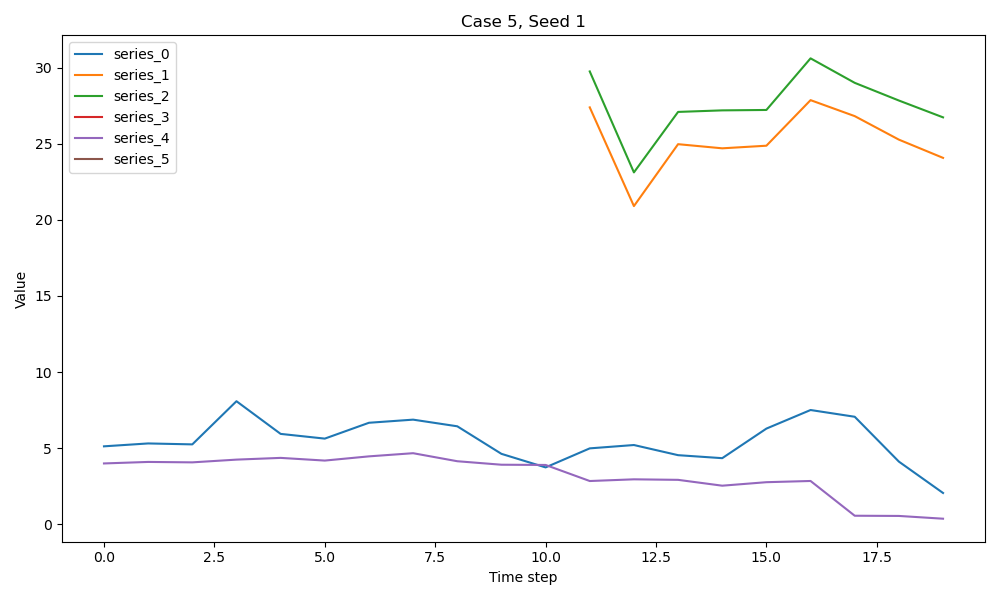 Case 5, Seed 1
series_0
series_1
series_2
series_3
series_4
series_5
30
25
20
15
10
5
0
Value
0.0 2.5 5.0 7.5 10.0 12.5 15.0 17.5
Time step